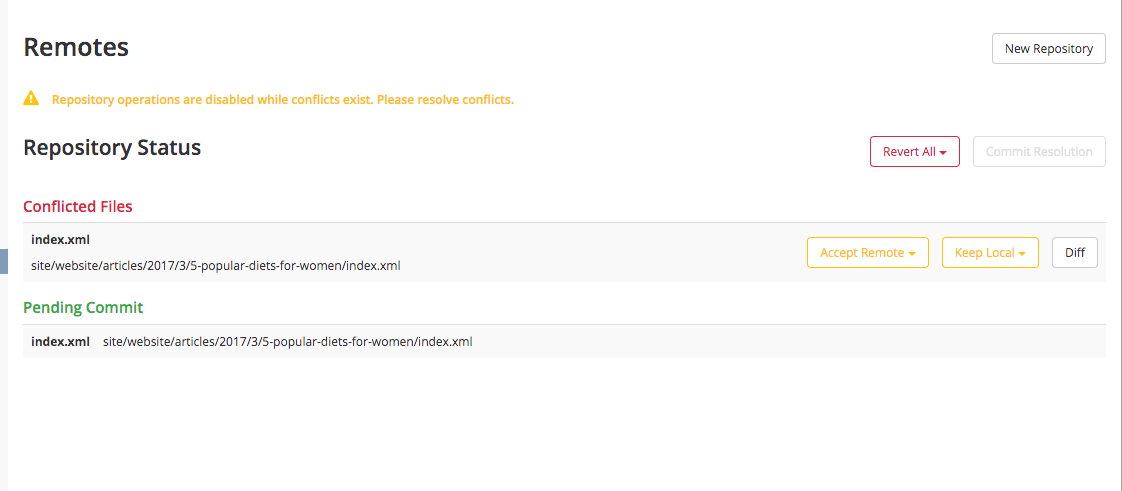 Remotes
New Repository
Repository operations are disabled while conflicts exist. Please resolve conflicts.
Repository Status
Revert All
Commit Resolution
Conflicted Files
index.xml
site/website/articles/2017/3/5-popular-diets-for-women/index.xml
Accept Remote
Keep Local
Diff
Pending Commit
index.xml site/website/articles/2017/3/5-popular-diets-for-women/index.xml